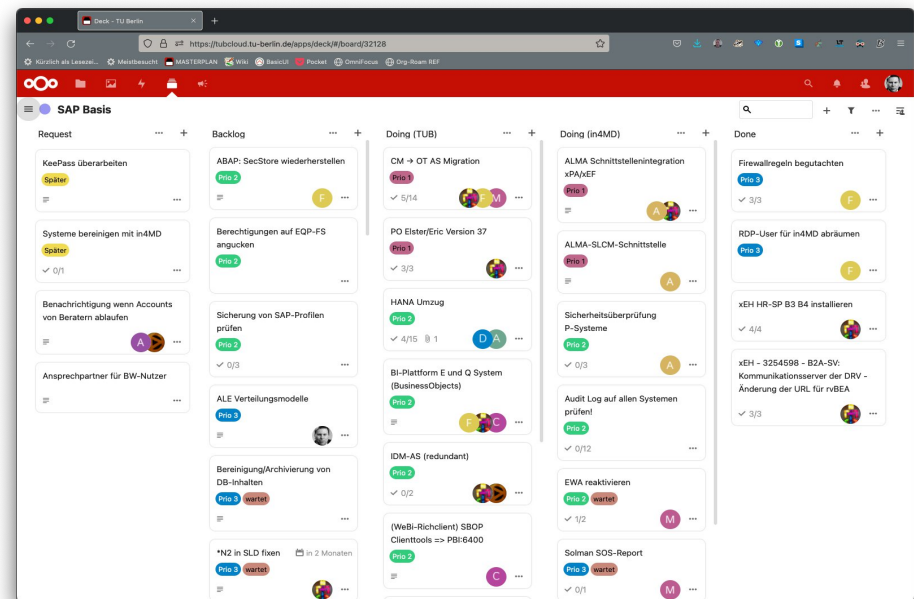 Deck - TU Berlin
https://tubcloud.tu-berlin.de/apps/deck/#/board/32128
Kürzlich als Lesezei... Meistbesucht MASTERPLAN Wiki BasicUI Pocket OmniFocus Org-Roam REF
SAP Basis
Request
KeePass überarbeiten
Später
Systeme bereinigen mit in4MD
Später
0/1
Benachrichtigung wenn Accounts
von Beratern ablaufen
A
Ansprechpartner für BW-Nutzer
Backlog
ABAP: SecStore wiederherstellen
Prio 2
F
Berechtigungen auf EQP-FS
angucken
Prio 2
Sicherung von SAP-Profilen
prüfen
Prio 2
0/3
ALE Verteilungsmodelle
Prio 3
Bereinigung/Archivierung von
DB-Inhalten
Prio 3 wartet
*N2 in SLD fixen in 2 Monaten
Prio 3 wartet
Doing (TUB)
CM → OT AS Migration
Prio 1
5/14 F M
PO Elster/Eric Version 37
Prio 1
3/3
HANA Umzug
Prio 2
4/15 1 D A
BI-Plattform E und Q System
(BusinessObjects)
Prio 2
F C
IDM-AS (redundant)
Prio 2
0/2
(WeBi-Richclient) SBOP
Clienttools => PBI:6400
Prio 2
C
Doing (in4MD)
ALMA Schnittstellenintegration
xPA/xEF
Prio 1
A
ALMA-SLCM-Schnittstelle
Prio 1
A
Sicherheitsüberprüfung
P-Systeme
Prio 2
0/3 A
Audit Log auf allen Systemen
prüfen!
Prio 2
0/12
EWA reaktivieren
Prio 2 wartet
1/2 M
Solman SOS-Report
Prio 3 wartet
0/1 M
Done
Firewallregeln begutachten
Prio 3
3/3 F
RDP-User für in4MD abräumen
Prio 3
F
xEH HR-SP B3 B4 installieren
4/4
xEH - 3254598 - B2A-SV:
Kommunikationsserver der DRV -
Änderung der URL für rvBEA
3/3